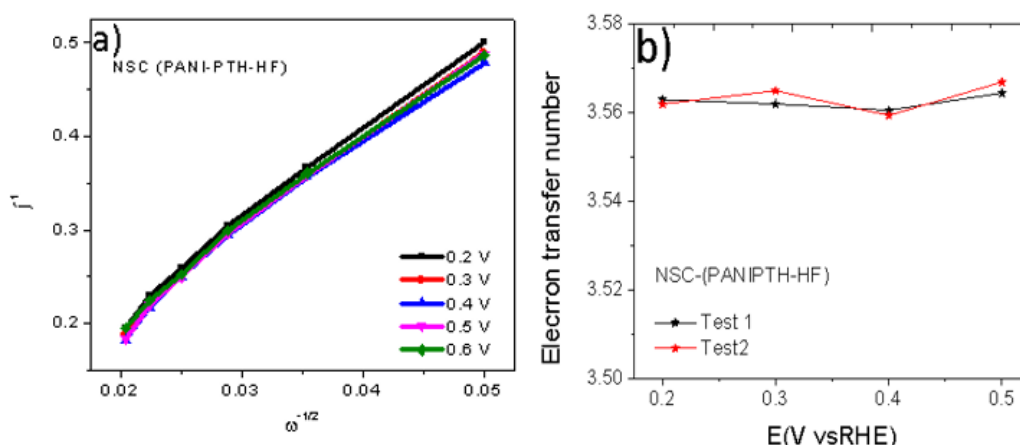 a)
NSC (PANI-PTH-HF)
0.5
0.4
0.3
0.2
j⁻¹
0.2 V
0.3 V
0.4 V
0.5 V
0.6 V
0.02 0.03 0.04 0.05
ω⁻¹/²
b)
3.58
3.56
3.54
3.52
3.50
Elecrron transfer number
NSC-(PANIPTH-HF)
Test 1
Test2
0.2 0.3 0.4 0.5
E(V vsRHE)